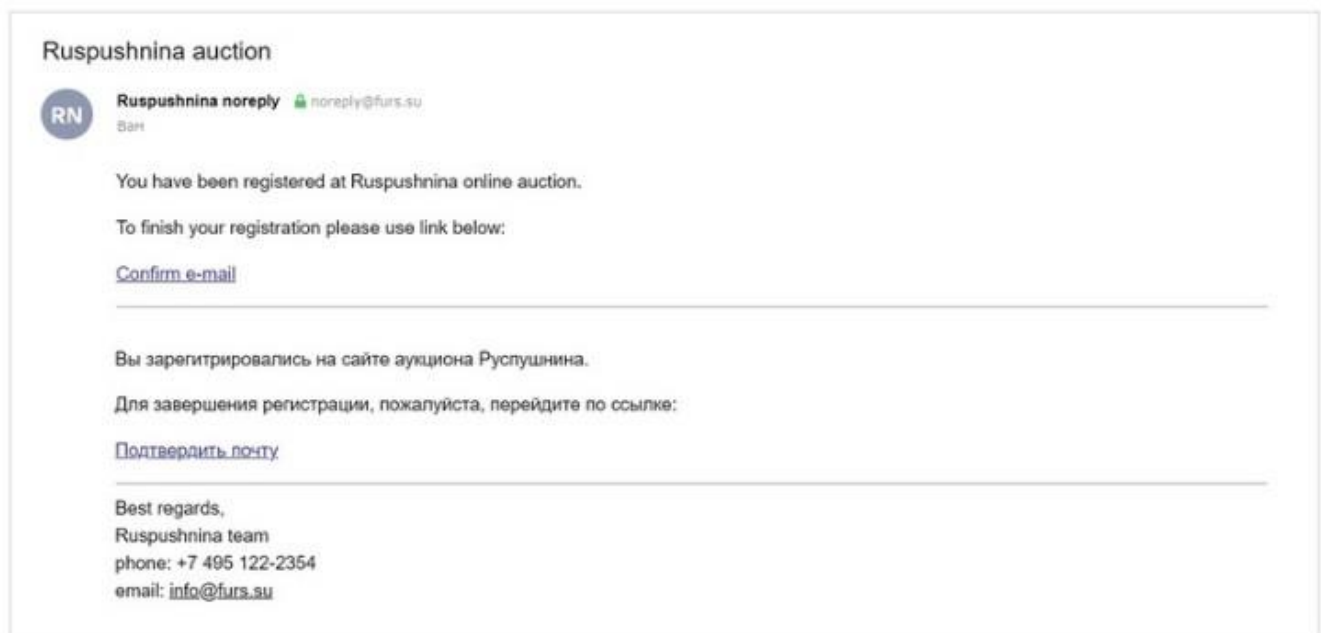 Ruspushnina auction
RN
Ruspushnina noreply noreply@furs.su
Вам
You have been registered at Ruspushnina online auction.
To finish your registration please use link below:
Confirm e-mail
Вы зарегитрировались на сайте аукциона Руспушнина.
Для завершения регистрации, пожалуйста, перейдите по ссылке:
Подтвердить почту
Best regards,
Ruspushnina team
phone: +7 495 122-2354
email: info@furs.su